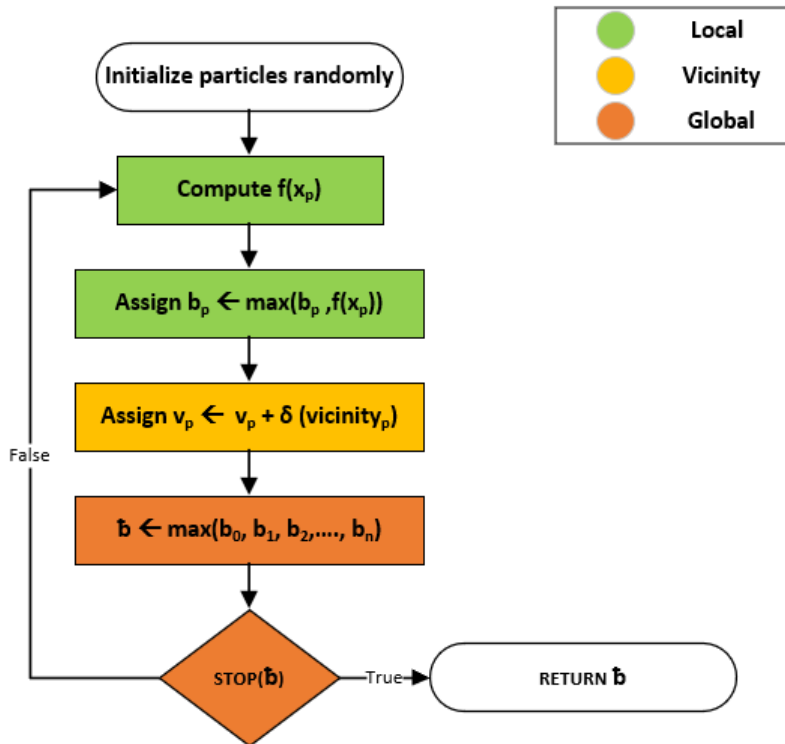 Local
Vicinity
Global
Initialize particles randomly
Compute f(xₚ)
Assign bₚ ← max(bₚ ,f(xₚ))
Assign vₚ ← vₚ + δ (vicinityₚ)
False
ƀ ← max(b₀, b₁, b₂,...., bₙ)
STOP(ƀ)
True
RETURN ƀ